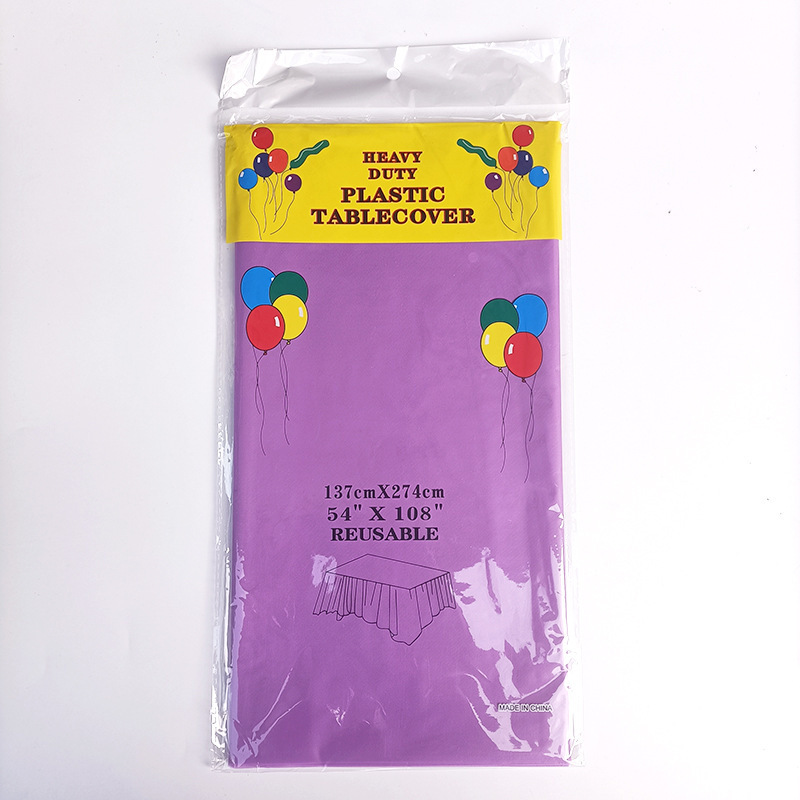 HEAVY
DUTY
PLASTIC
TABLECOVER
137cmX274cm
54" X 108"
REUSABLE
MADE IN CHINA